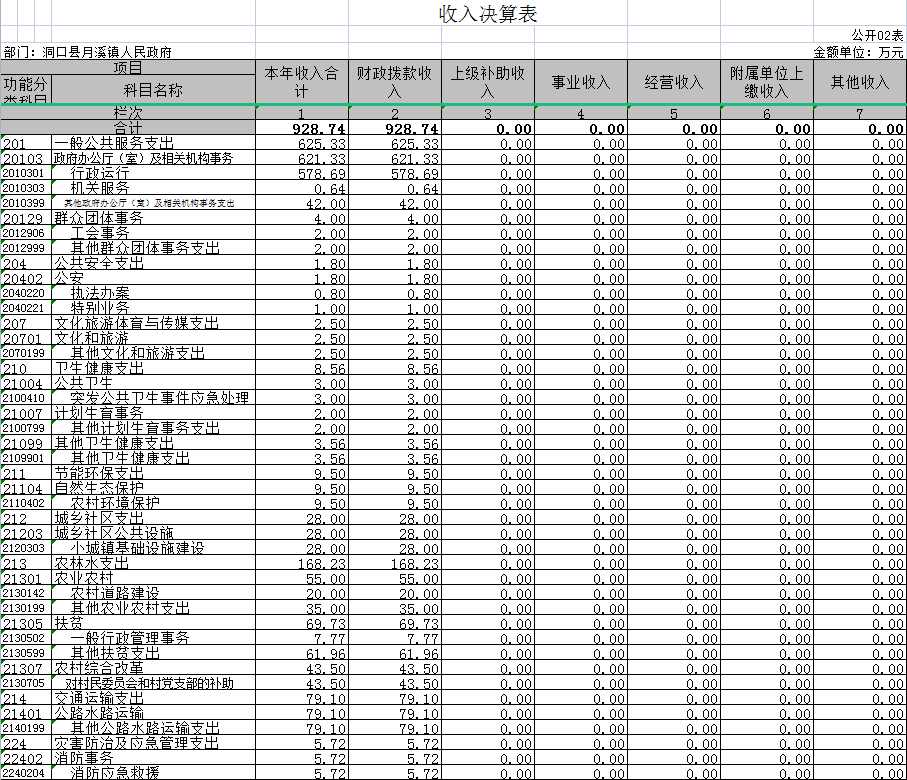 收入决算表
公开02表
部门：洞口县月溪镇人民政府 金额单位：万元
项目 本年收入合计 财政拨款收入 上级补助收入 事业收入 经营收入 附属单位上缴收入 其他收入
功能分类科目 科目名称
栏次 1 2 3 4 5 6 7
合计 928.74 928.74 0.00 0.00 0.00 0.00 0.00
201 一般公共服务支出 625.33 625.33 0.00 0.00 0.00 0.00 0.00
20103 政府办公厅（室）及相关机构事务 621.33 621.33 0.00 0.00 0.00 0.00 0.00
2010301 行政运行 578.69 578.69 0.00 0.00 0.00 0.00 0.00
2010303 机关服务 0.64 0.64 0.00 0.00 0.00 0.00 0.00
2010399 其他政府办公厅（室）及相关机构事务支出 42.00 42.00 0.00 0.00 0.00 0.00 0.00
20129 群众团体事务 4.00 4.00 0.00 0.00 0.00 0.00 0.00
2012906 工会事务 2.00 2.00 0.00 0.00 0.00 0.00 0.00
2012999 其他群众团体事务支出 2.00 2.00 0.00 0.00 0.00 0.00 0.00
204 公共安全支出 1.80 1.80 0.00 0.00 0.00 0.00 0.00
20402 公安 1.80 1.80 0.00 0.00 0.00 0.00 0.00
2040220 执法办案 0.80 0.80 0.00 0.00 0.00 0.00 0.00
2040221 特别业务 1.00 1.00 0.00 0.00 0.00 0.00 0.00
207 文化旅游体育与传媒支出 2.50 2.50 0.00 0.00 0.00 0.00 0.00
20701 文化和旅游 2.50 2.50 0.00 0.00 0.00 0.00 0.00
2070199 其他文化和旅游支出 2.50 2.50 0.00 0.00 0.00 0.00 0.00
210 卫生健康支出 8.56 8.56 0.00 0.00 0.00 0.00 0.00
21004 公共卫生 3.00 3.00 0.00 0.00 0.00 0.00 0.00
2100410 突发公共卫生事件应急处理 3.00 3.00 0.00 0.00 0.00 0.00 0.00
21007 计划生育事务 2.00 2.00 0.00 0.00 0.00 0.00 0.00
2100799 其他计划生育事务支出 2.00 2.00 0.00 0.00 0.00 0.00 0.00
21099 其他卫生健康支出 3.56 3.56 0.00 0.00 0.00 0.00 0.00
2109901 其他卫生健康支出 3.56 3.56 0.00 0.00 0.00 0.00 0.00
211 节能环保支出 9.50 9.50 0.00 0.00 0.00 0.00 0.00
21104 自然生态保护 9.50 9.50 0.00 0.00 0.00 0.00 0.00
2110402 农村环境保护 9.50 9.50 0.00 0.00 0.00 0.00 0.00
212 城乡社区支出 28.00 28.00 0.00 0.00 0.00 0.00 0.00
21203 城乡社区公共设施 28.00 28.00 0.00 0.00 0.00 0.00 0.00
2120303 小城镇基础设施建设 28.00 28.00 0.00 0.00 0.00 0.00 0.00
213 农林水支出 168.23 168.23 0.00 0.00 0.00 0.00 0.00
21301 农业农村 55.00 55.00 0.00 0.00 0.00 0.00 0.00
2130142 农村道路建设 20.00 20.00 0.00 0.00 0.00 0.00 0.00
2130199 其他农业农村支出 35.00 35.00 0.00 0.00 0.00 0.00 0.00
21305 扶贫 69.73 69.73 0.00 0.00 0.00 0.00 0.00
2130502 一般行政管理事务 7.77 7.77 0.00 0.00 0.00 0.00 0.00
2130599 其他扶贫支出 61.96 61.96 0.00 0.00 0.00 0.00 0.00
21307 农村综合改革 43.50 43.50 0.00 0.00 0.00 0.00 0.00
2130705 对村民委员会和村党支部的补助 43.50 43.50 0.00 0.00 0.00 0.00 0.00
214 交通运输支出 79.10 79.10 0.00 0.00 0.00 0.00 0.00
21401 公路水路运输 79.10 79.10 0.00 0.00 0.00 0.00 0.00
2140199 其他公路水路运输支出 79.10 79.10 0.00 0.00 0.00 0.00 0.00
224 灾害防治及应急管理支出 5.72 5.72 0.00 0.00 0.00 0.00 0.00
22402 消防事务 5.72 5.72 0.00 0.00 0.00 0.00 0.00
2240204 消防应急救援 5.72 5.72 0.00 0.00 0.00 0.00 0.00